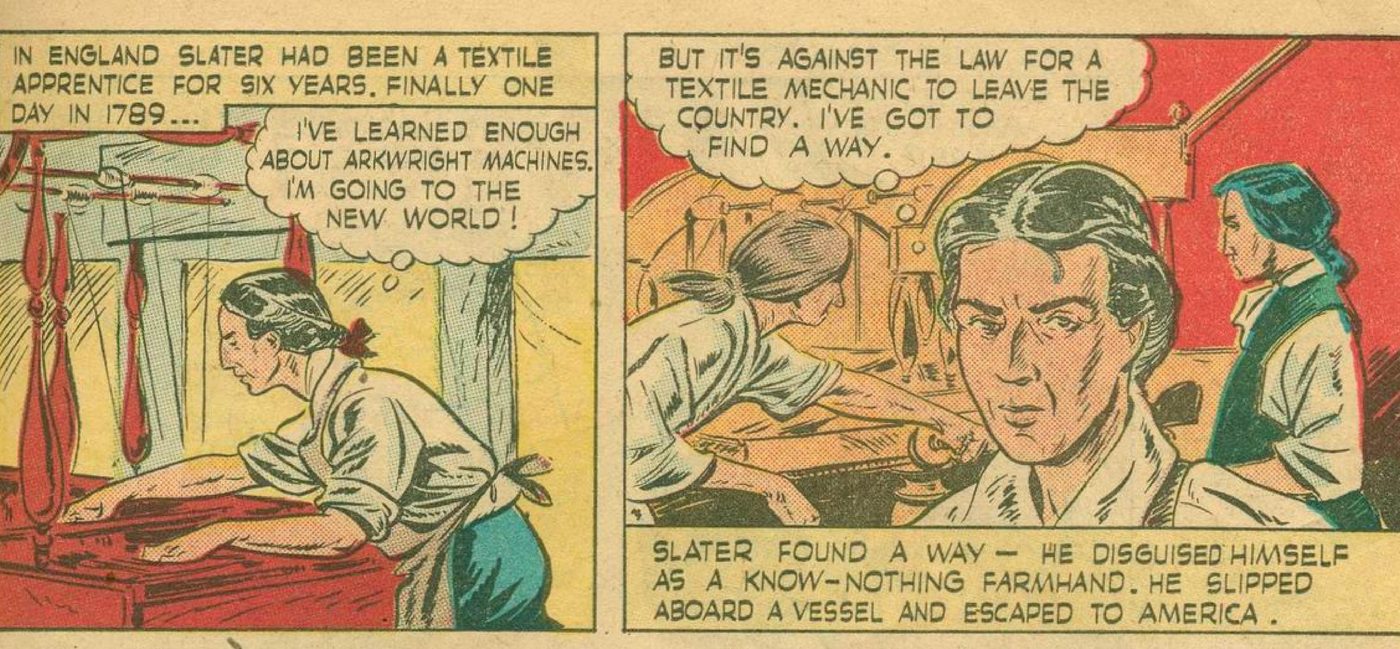 IN ENGLAND SLATER HAD BEEN A TEXTILE
APPRENTICE FOR SIX YEARS. FINALLY ONE
DAY IN 1789...
I'VE LEARNED ENOUGH
ABOUT ARKWRIGHT MACHINES.
I'M GOING TO THE
NEW WORLD!
BUT IT'S AGAINST THE LAW FOR A
TEXTILE MECHANIC TO LEAVE THE
COUNTRY. I'VE GOT TO
FIND A WAY.
SLATER FOUND A WAY — HE DISGUISED HIMSELF
AS A KNOW-NOTHING FARMHAND. HE SLIPPED
ABOARD A VESSEL AND ESCAPED TO AMERICA.